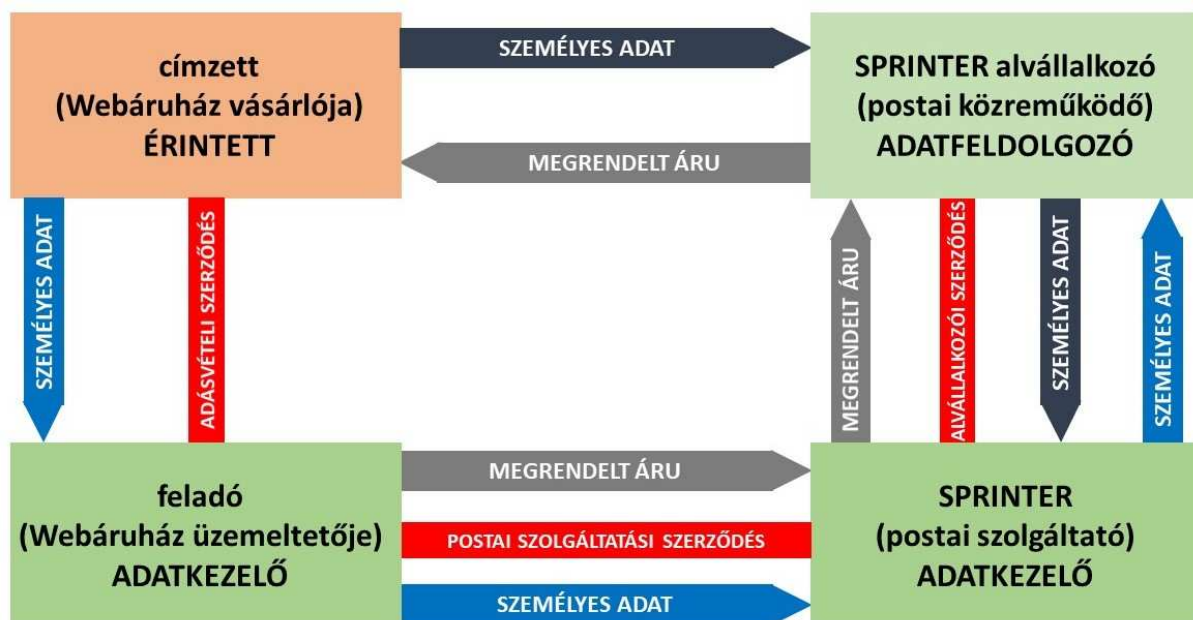 címzett
(Webáruház vásárlója)
ÉRINTETT
SZEMÉLYES ADAT
MEGRENDELT ÁRU
SPRINTER alvállalkozó
(postai közreműködő)
ADATFELDOLGOZÓ
SZEMÉLYES ADAT
ADÁSVÉTELI SZERZŐDÉS
MEGRENDELT ÁRU
ALVÁLLALKOZÓI SZERZŐDÉS
SZEMÉLYES ADAT
SZEMÉLYES ADAT
feladó
(Webáruház üzemeltetője)
ADATKEZELŐ
MEGRENDELT ÁRU
POSTAI SZOLGÁLTATÁSI SZERZŐDÉS
SZEMÉLYES ADAT
SPRINTER
(postai szolgáltató)
ADATKEZELŐ